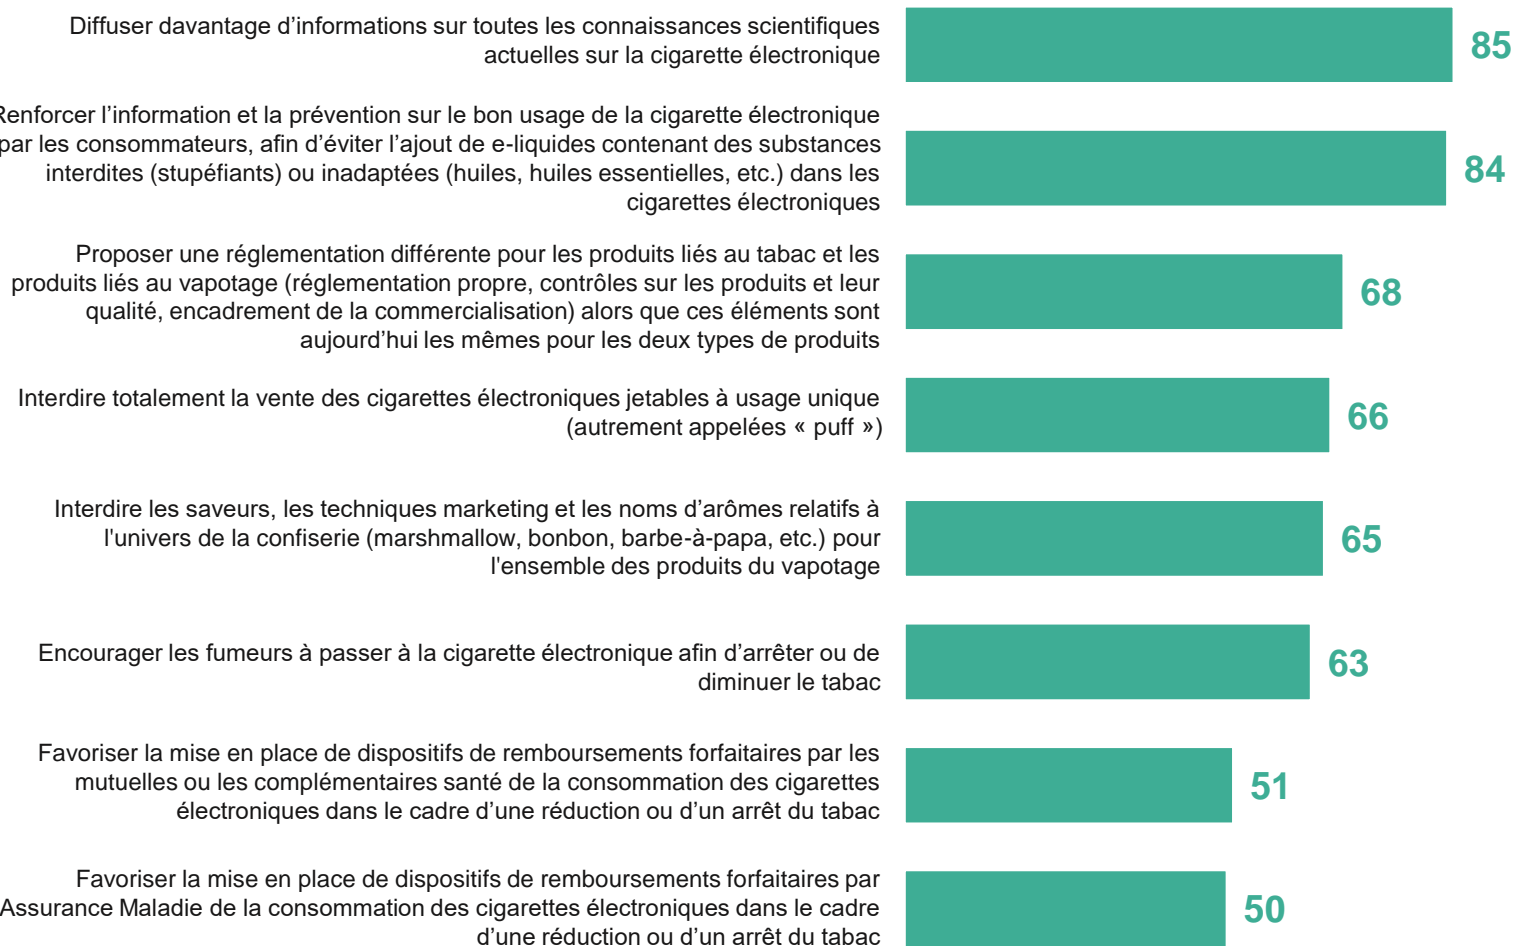 Diffuser davantage d’informations sur toutes les connaissances scientifiques
actuelles sur la cigarette électronique
85
Renforcer l’information et la prévention sur le bon usage de la cigarette électronique
par les consommateurs, afin d’éviter l’ajout de e-liquides contenant des substances
interdites (stupéfiants) ou inadaptées (huiles, huiles essentielles, etc.) dans les
cigarettes électroniques
84
Proposer une réglementation différente pour les produits liés au tabac et les
produits liés au vapotage (réglementation propre, contrôles sur les produits et leur
qualité, encadrement de la commercialisation) alors que ces éléments sont
aujourd’hui les mêmes pour les deux types de produits
68
Interdire totalement la vente des cigarettes électroniques jetables à usage unique
(autrement appelées « puff »)
66
Interdire les saveurs, les techniques marketing et les noms d’arômes relatifs à
l'univers de la confiserie (marshmallow, bonbon, barbe-à-papa, etc.) pour
l'ensemble des produits du vapotage
65
Encourager les fumeurs à passer à la cigarette électronique afin d’arrêter ou de
diminuer le tabac
63
Favoriser la mise en place de dispositifs de remboursements forfaitaires par les
mutuelles ou les complémentaires santé de la consommation des cigarettes
électroniques dans le cadre d’une réduction ou d’un arrêt du tabac
51
Favoriser la mise en place de dispositifs de remboursements forfaitaires par
Assurance Maladie de la consommation des cigarettes électroniques dans le cadre
d’une réduction ou d’un arrêt du tabac
50